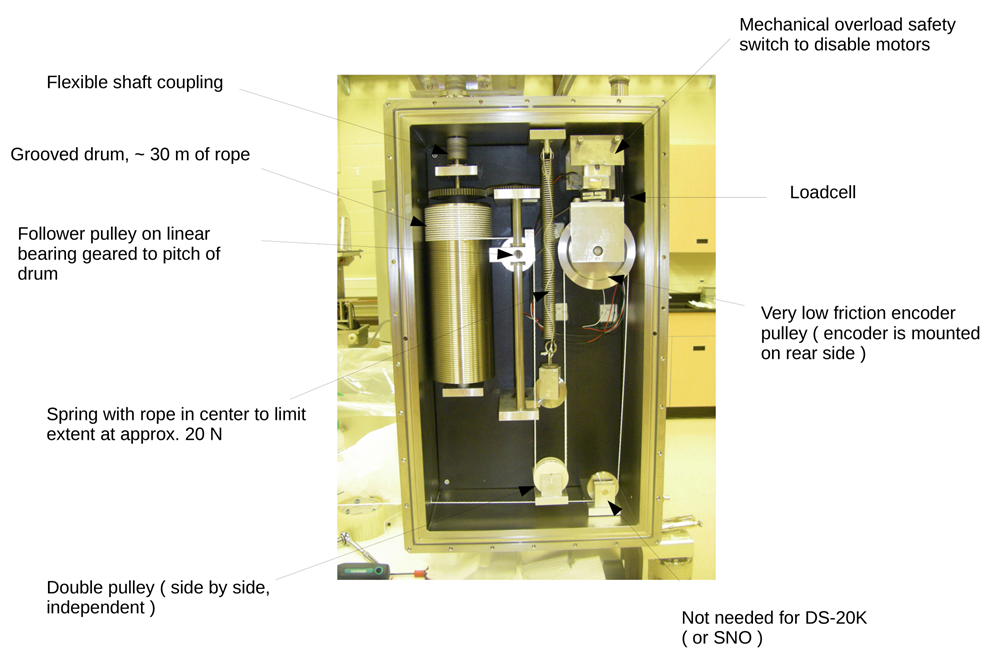 Mechanical overload safety
switch to disable motors
Flexible shaft coupling
Grooved drum, ~ 30 m of rope
Loadcell
Follower pulley on linear
bearing geared to pitch of
drum
Very low friction encoder
pulley ( encoder is mounted
on rear side )
Spring with rope in center to limit
extent at approx. 20 N
Double pulley ( side by side,
independent )
Not needed for DS-20K
( or SNO )